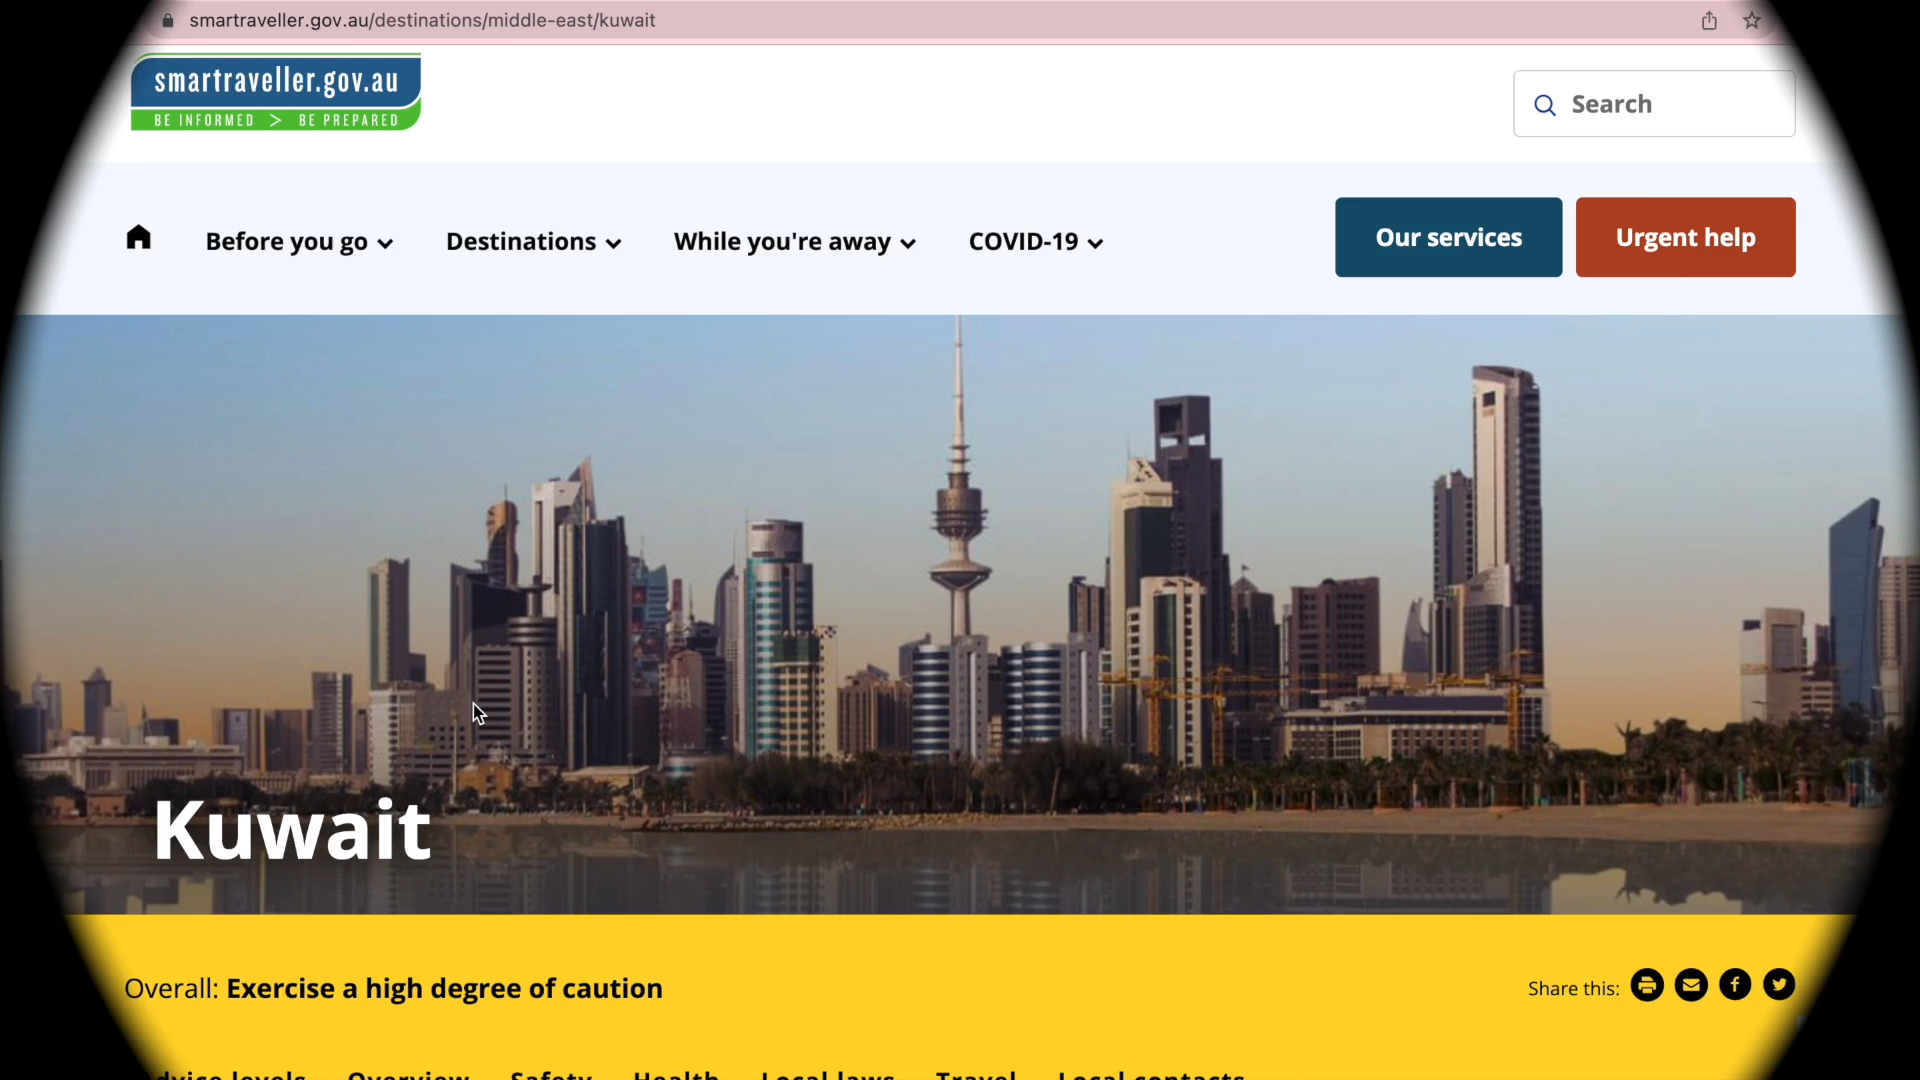 smartraveller.gov.au/destinations/middle-east/kuwait
smartraveller.gov.au
BE INFORMED > BE PREPARED
Search
Before you go
Destinations
While you're away
COVID-19
Our services
Urgent help
Kuwait
Overall: Exercise a high degree of caution
Share this:
Overview
Safety
Health
Local laws
Travel
Local contacts